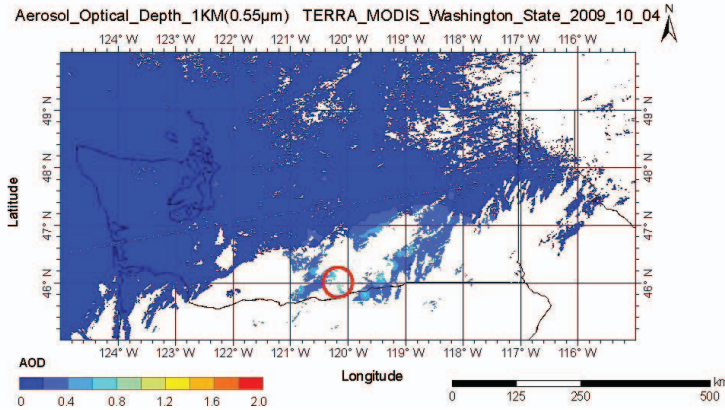 Aerosol_Optical_Depth_1KM(0.55µm) TERRA_MODIS_Washington_State_2009_10_04
N
124° W 123° W 122° W 121° W 120° W 119° W 118° W 117° W 116° W
49° N 49° N
48° N 48° N
47° N 47° N
46° N 46° N
Latitude
124° W 123° W 122° W 121° W 120° W 119° W 118° W 117° W 116° W
Longitude
AOD
0 0.4 0.8 1.2 1.6 2.0
km
0 125 250 500